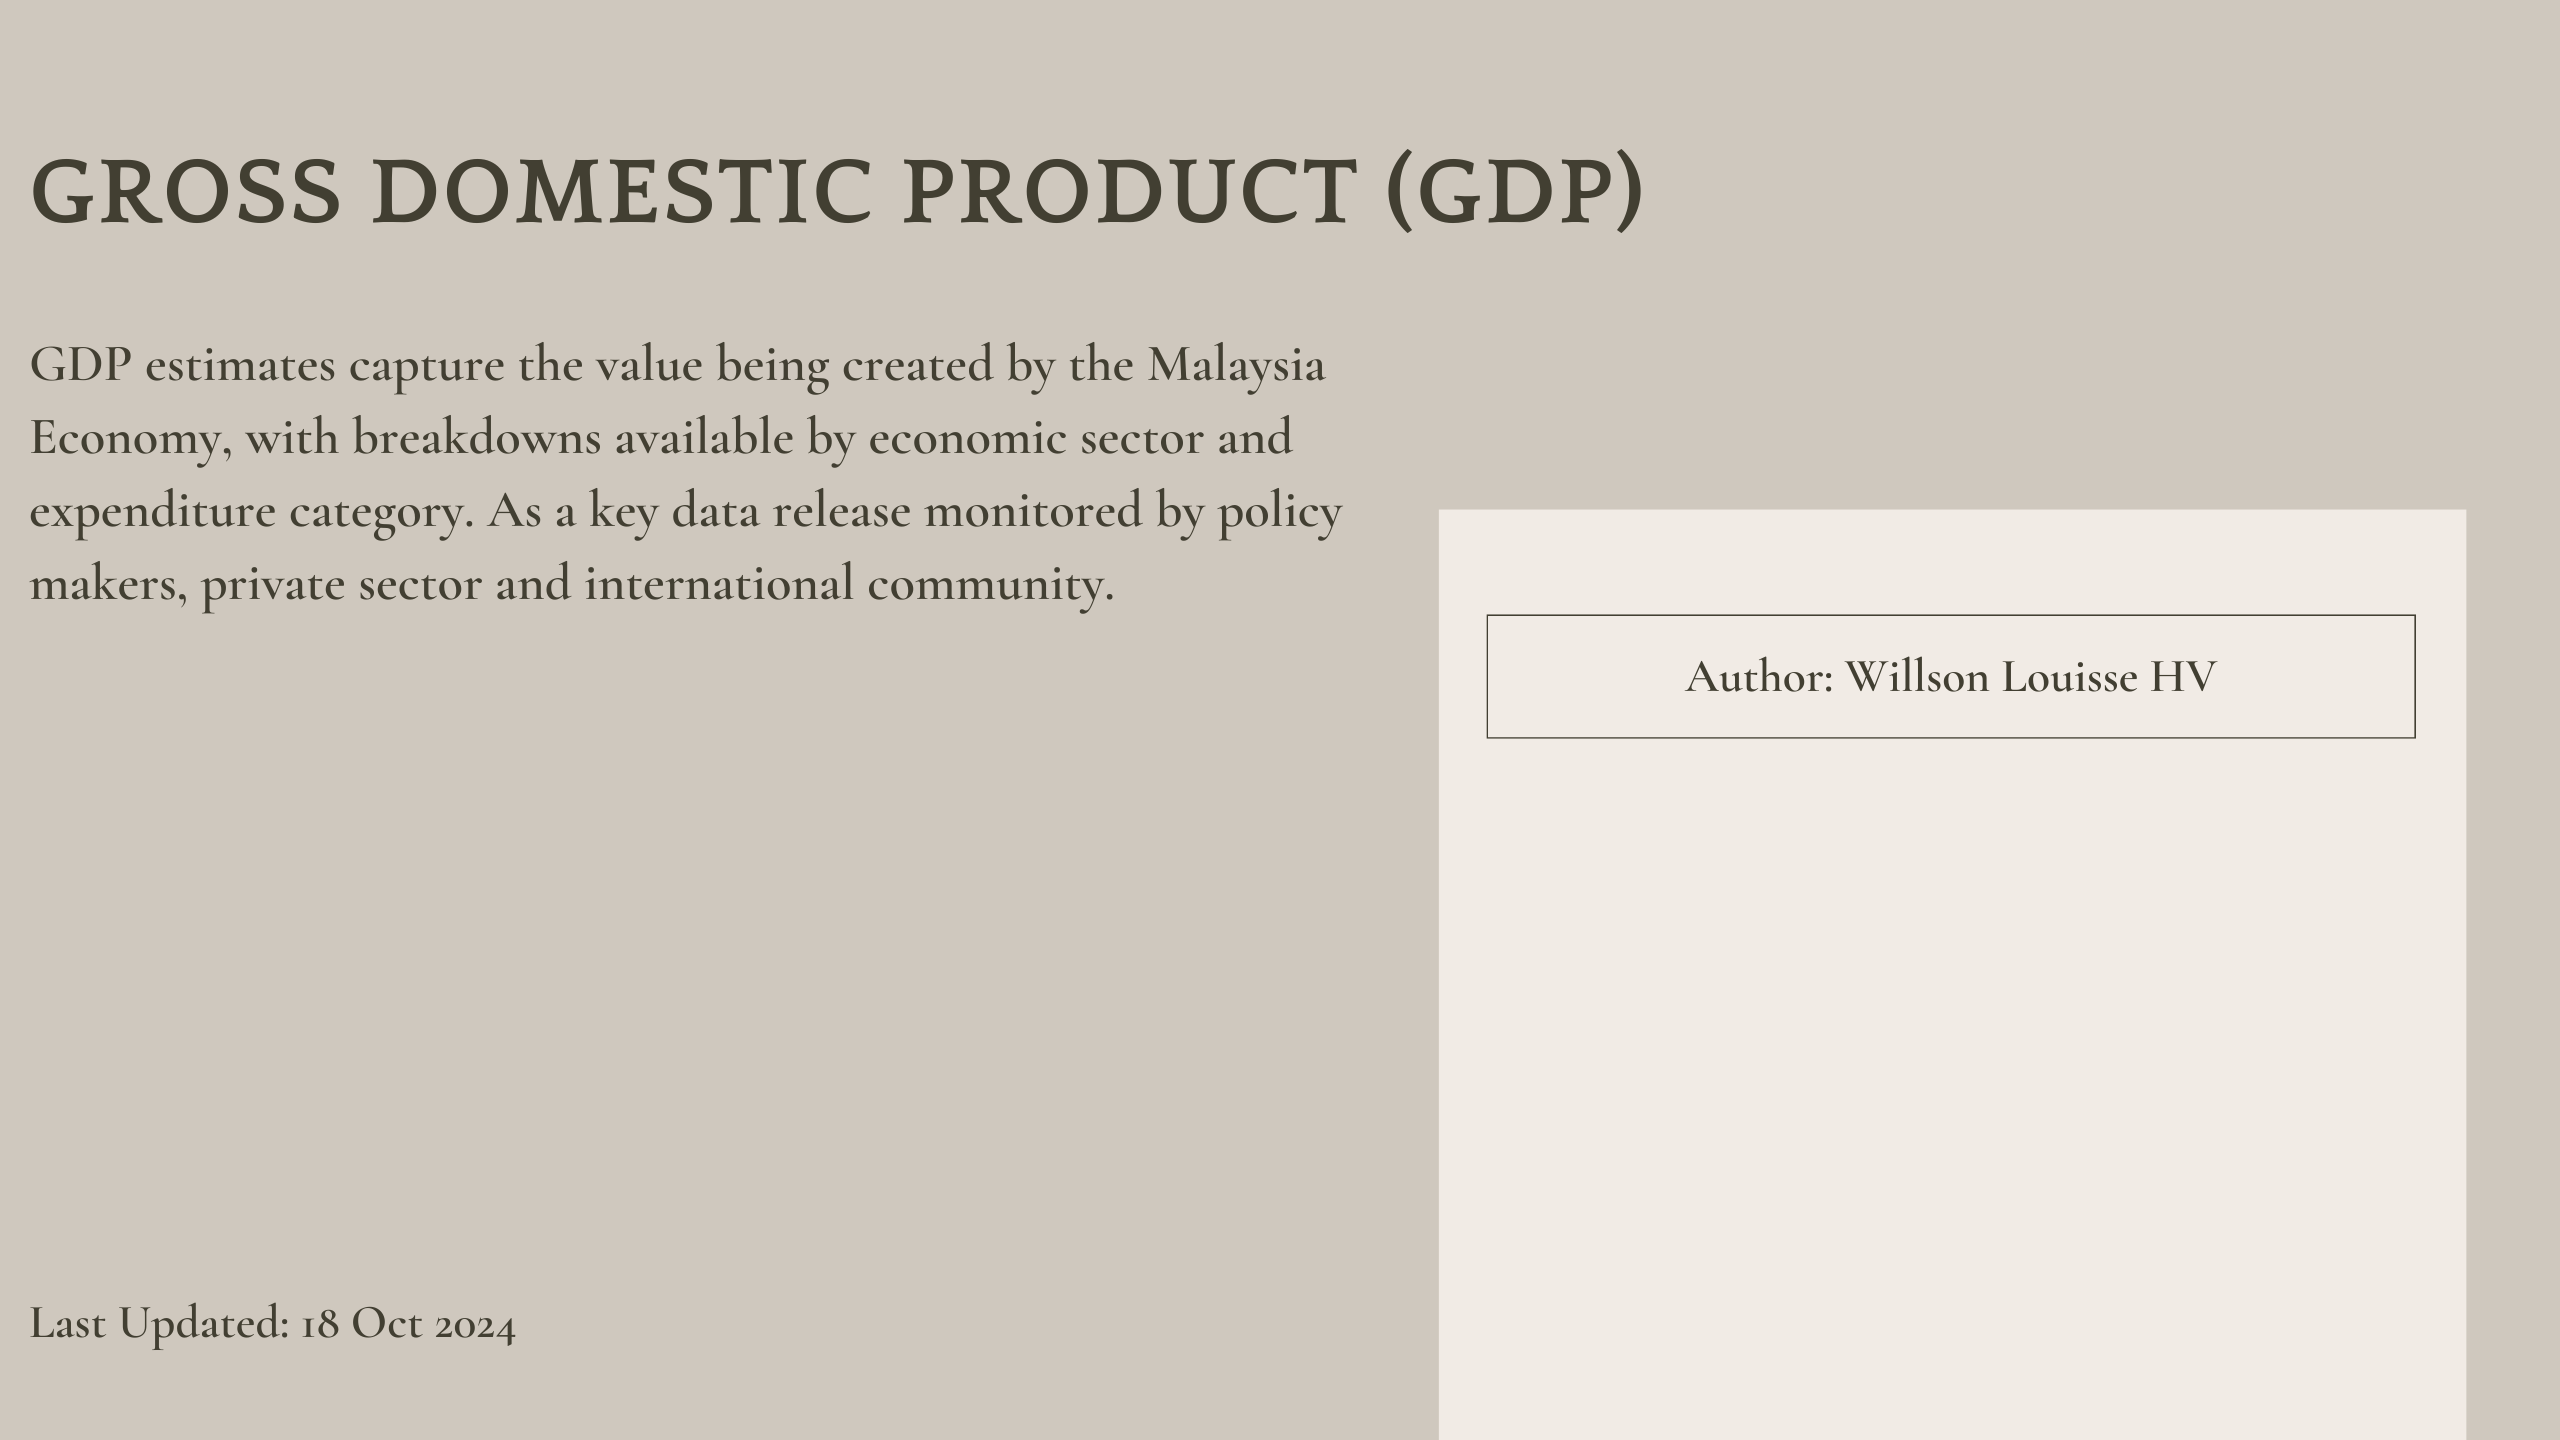 GROSS DOMESTIC PRODUCT (GDP)
GDP estimates capture the value being created by the Malaysia
Economy, with breakdowns available by economic sector and
expenditure category. As a key data release monitored by policy
makers, private sector and international community.
Author: Willson Louisse HV
Last Updated: 18 Oct 2024